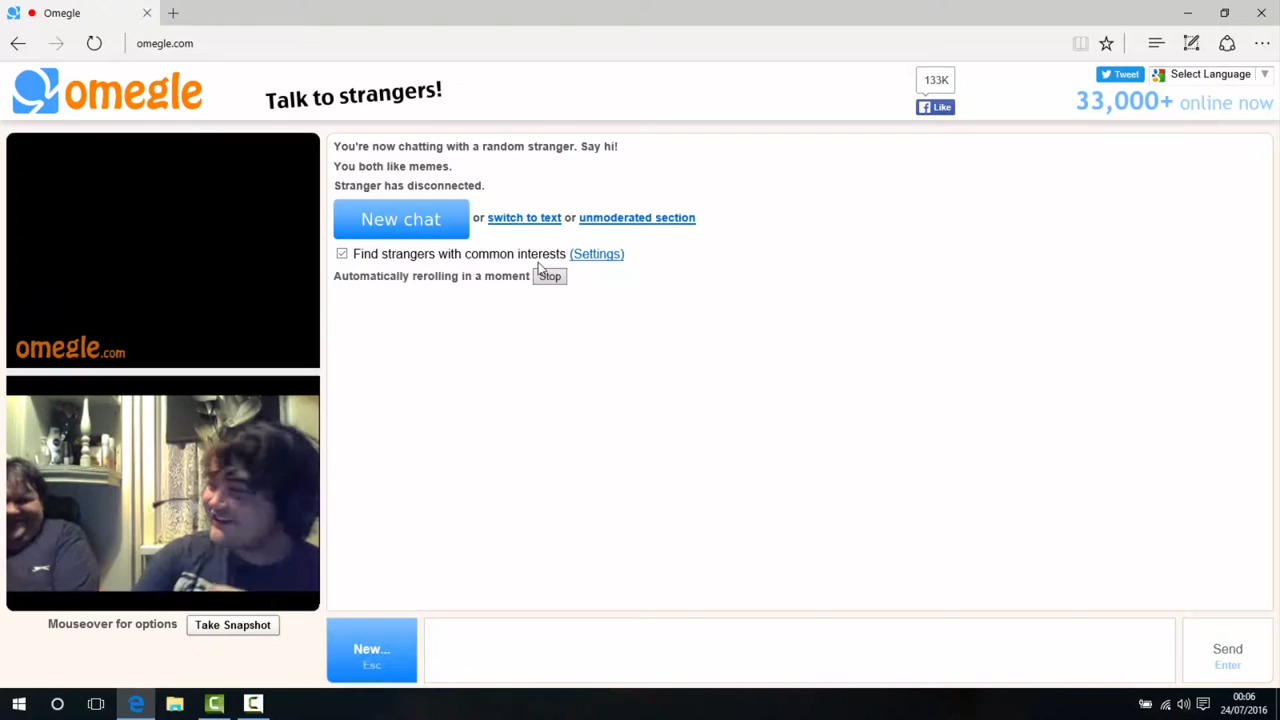 Omegle
omegle.com
omegle
Talk to strangers!
133K
Like
Tweet
Select Language
33,000+ online now
You're now chatting with a random stranger. Say hi!
You both like memes.
Stranger has disconnected.
New chat or switch to text or unmoderated section
Find strangers with common interests (Settings)
Automatically rerolling in a moment Stop
omegle.com
Mouseover for options Take Snapshot
New...
Esc
Send
Enter
00:06
24/07/2016